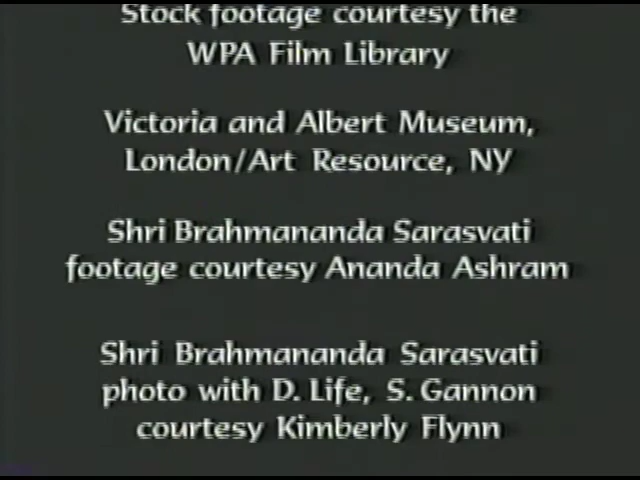 Stock footage courtesy the
WPA Film Library
Victoria and Albert Museum,
London/Art Resource, NY
Shri Brahmananda Sarasvati
footage courtesy Ananda Ashram
Shri Brahmananda Sarasvati
photo with D. Life, S. Gannon
courtesy Kimberly Flynn